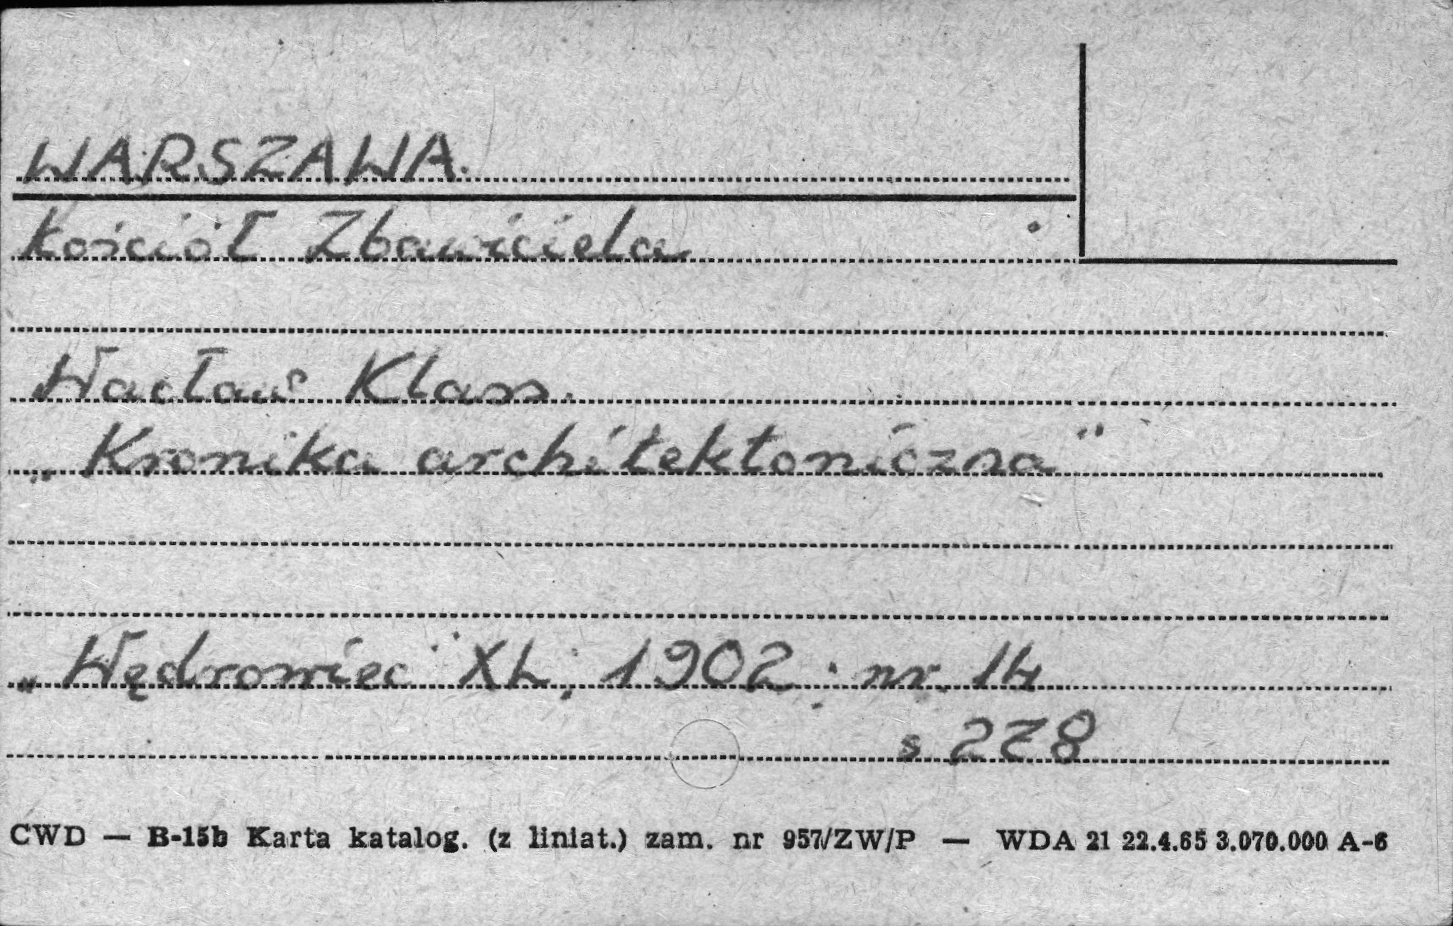 WARSZAWA.
Kościół Zbawiciela
Wacław Klass.
„Kronika architektoniczna"
„Wędrowiec" XL; 1902; nr. 14
s 278
CWD — B-15b Karta katalog. (z liniat.) zam. nr 957/ZW/P — WDA 21 22.4.65 3.070.000 A-6